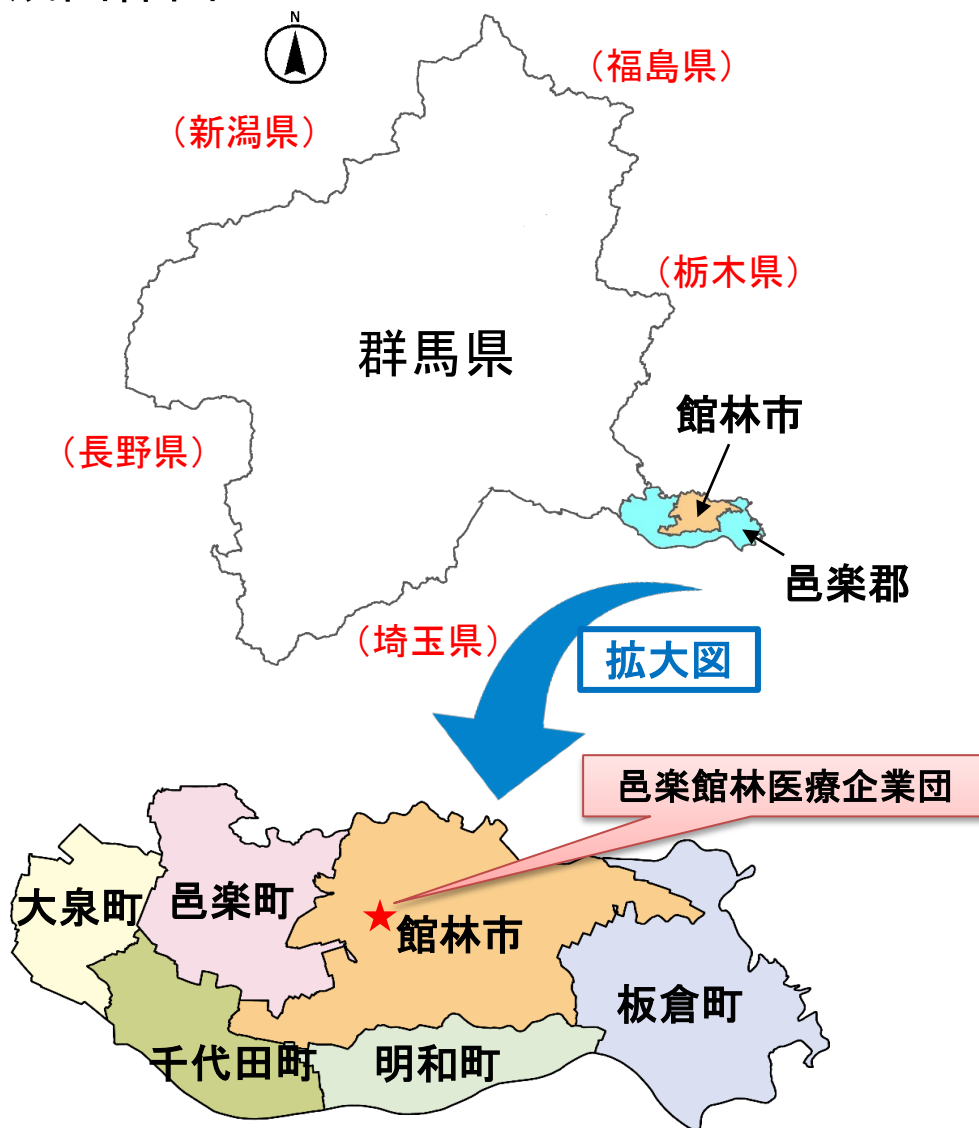 N
（福島県）
（新潟県）
（栃木県）
群馬県
館林市
（長野県）
邑楽郡
（埼玉県）
拡大図
邑楽館林医療企業団
大泉町
邑楽町
館林市
板倉町
千代田町
明和町